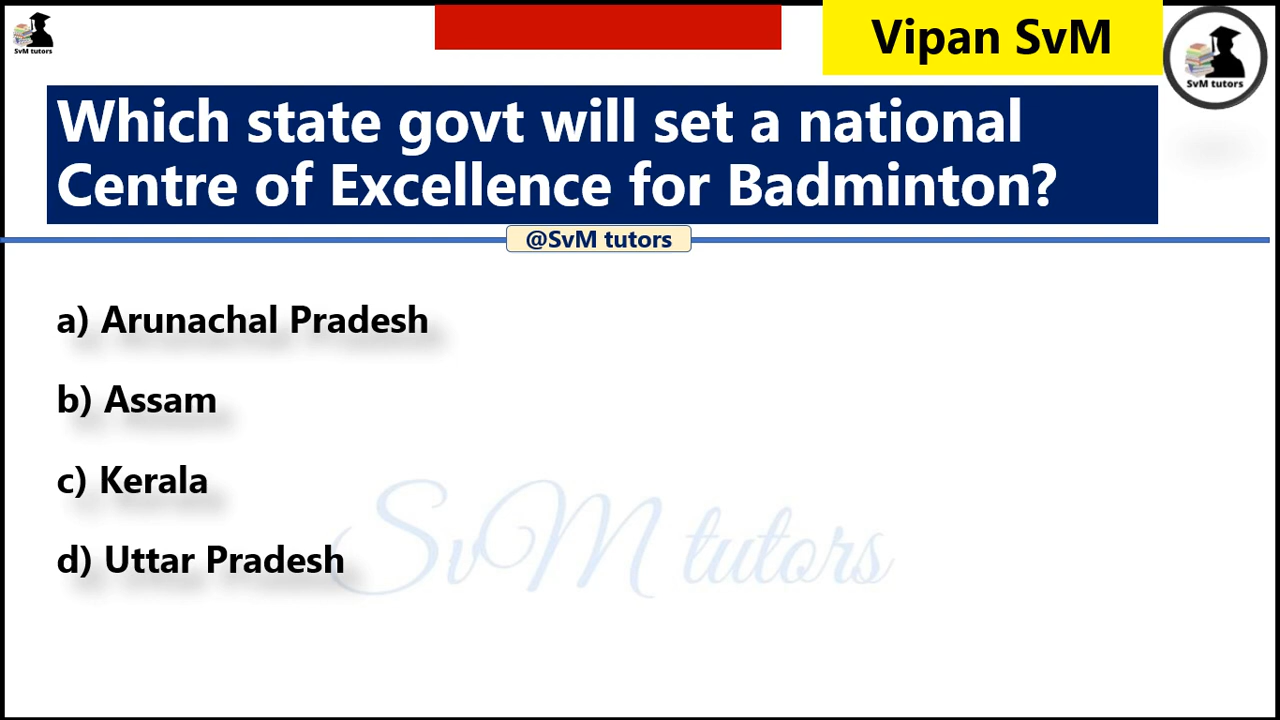 SvM tutors
Vipan SvM
SvM tutors
Which state govt will set a national
Centre of Excellence for Badminton?
@SvM tutors
a) Arunachal Pradesh
b) Assam
c) Kerala
d) Uttar Pradesh
SvM tutors